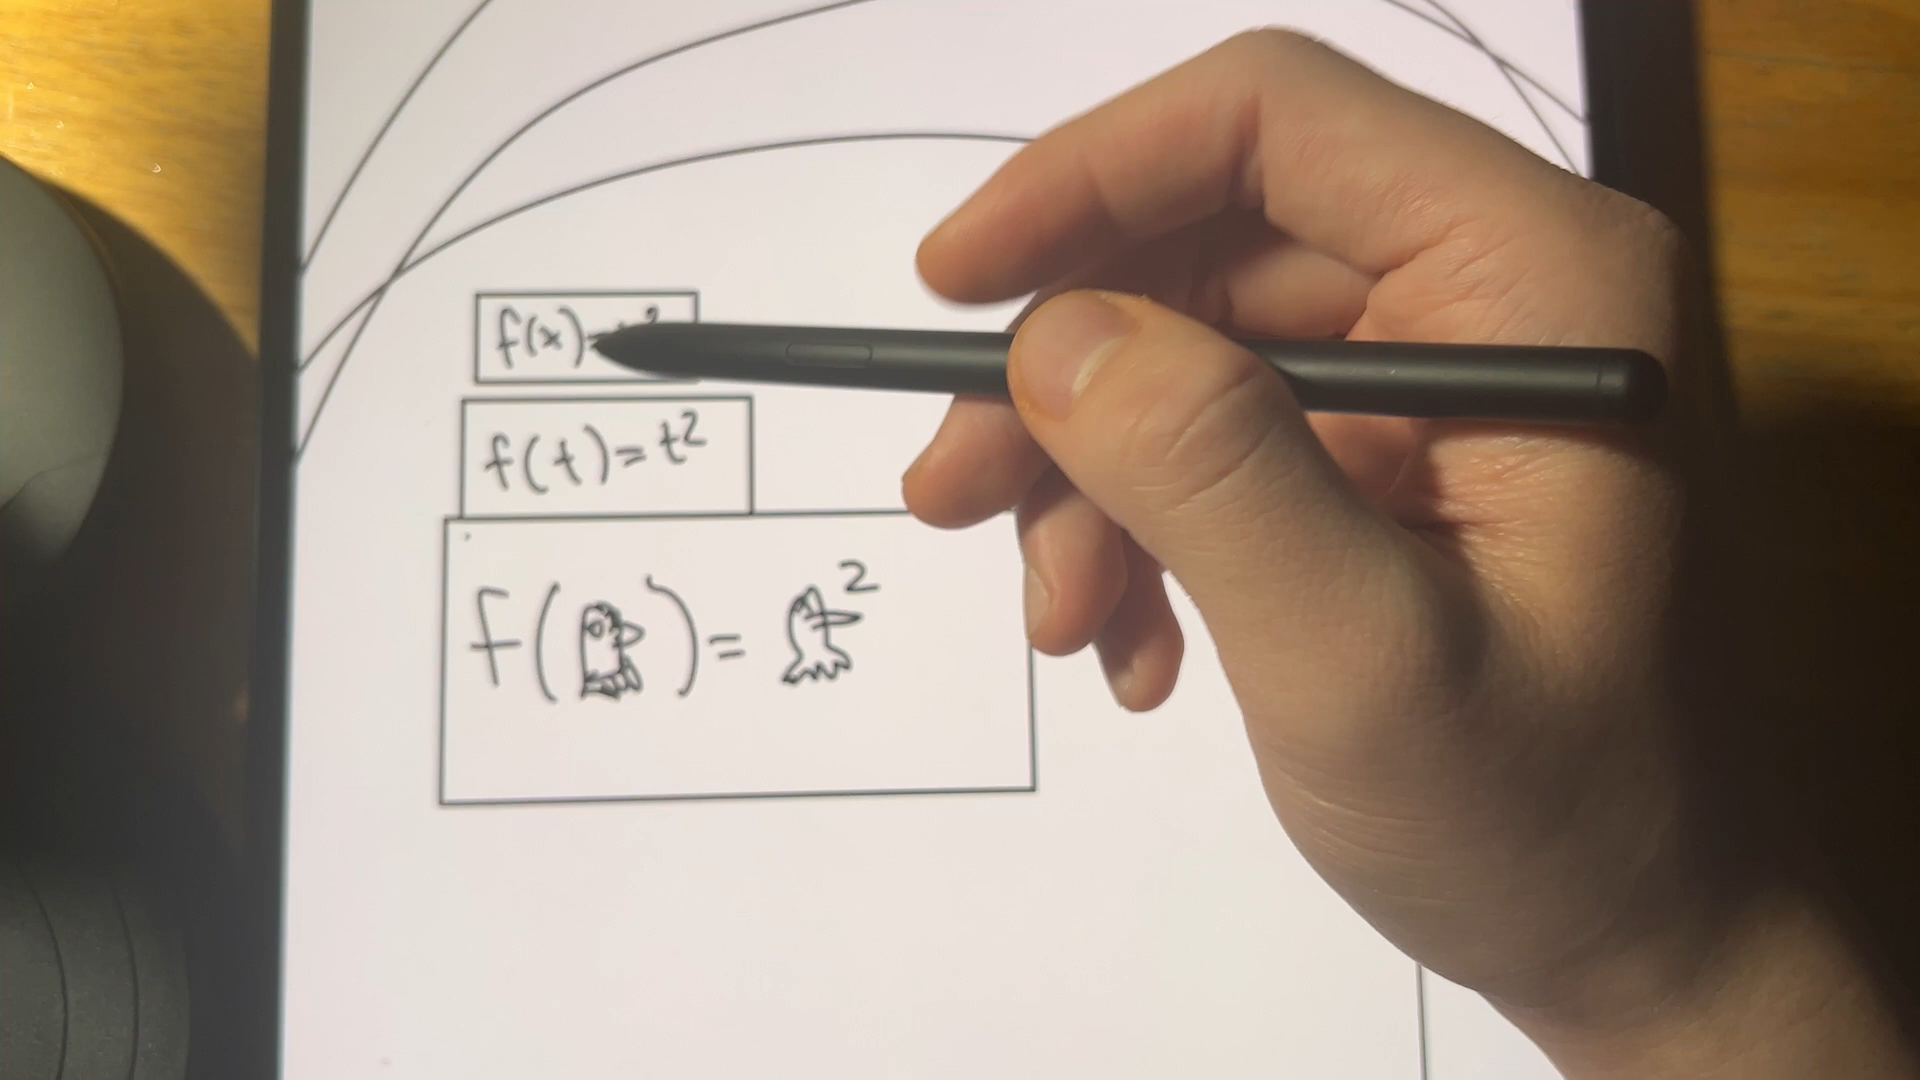 f(x)=
f(t)=t²
f( )= ²